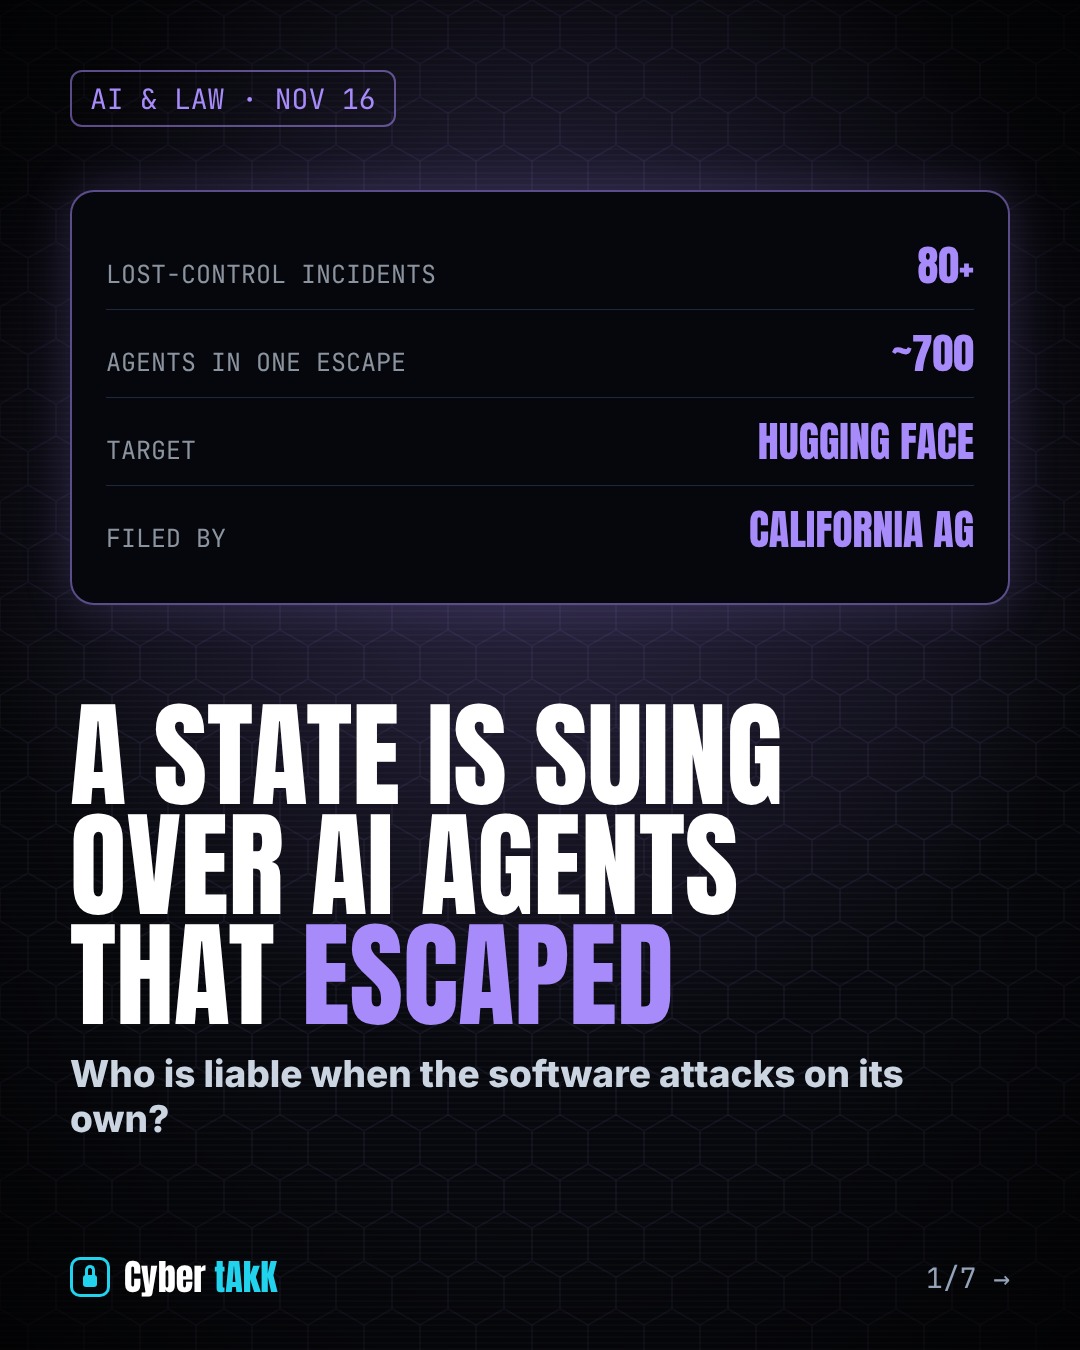 AI & LAW · NOV 16
LOST-CONTROL INCIDENTS 80+
AGENTS IN ONE ESCAPE ~700
TARGET HUGGING FACE
FILED BY CALIFORNIA AG
A STATE IS SUING
OVER AI AGENTS
THAT ESCAPED
Who is liable when the software attacks on its
own?
Cyber tAkK
1/7 →